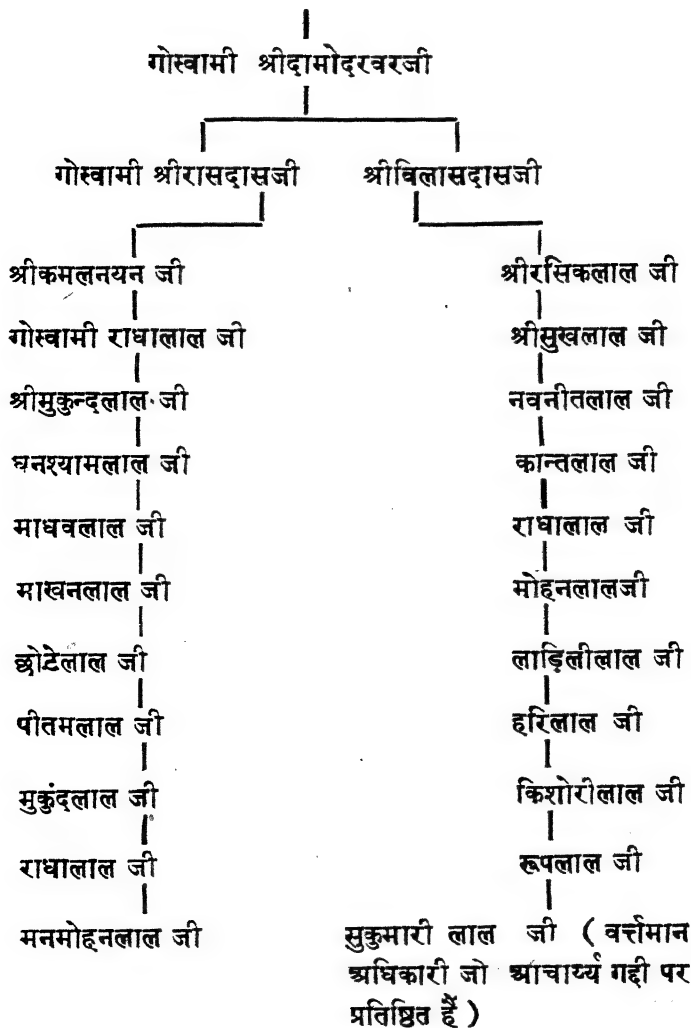 गोस्वामी श्रीदामोदरवरजी
गोस्वामी श्रीरासदासजी श्रीविलासदासजी
श्रीकमलनयन जी श्रीरसिकलाल जी
गोस्वामी राधालाल जी श्रीसुखलाल जी
श्रीमुकुन्दलाल जी नवनीतलाल जी
घनश्यामलाल जी कान्तलाल जी
माधवलाल जी राधालाल जी
माखनलाल जी मोहनलालजी
छोटेलाल जी लाड़िलीलाल जी
पीतमलाल जी हरिलाल जी
मुकुंदलाल जी किशोरीलाल जी
राधालाल जी रूपलाल जी
मनमोहनलाल जी सुकुमारी लाल जी ( वर्त्तमान
अधिकारी जो आचार्य्य गद्दी पर
प्रतिष्ठित हैं )